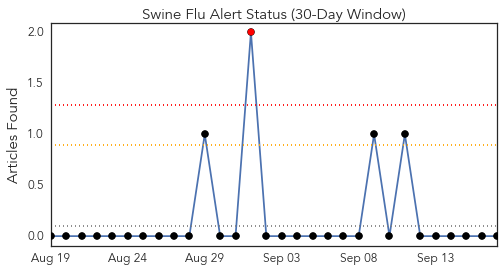 Swine Flu Alert Status (30-Day Window)
Articles Found
2.0
1.5
1.0
0.5
0.0
Aug 19 Aug 24 Aug 29 Sep 03 Sep 08 Sep 13